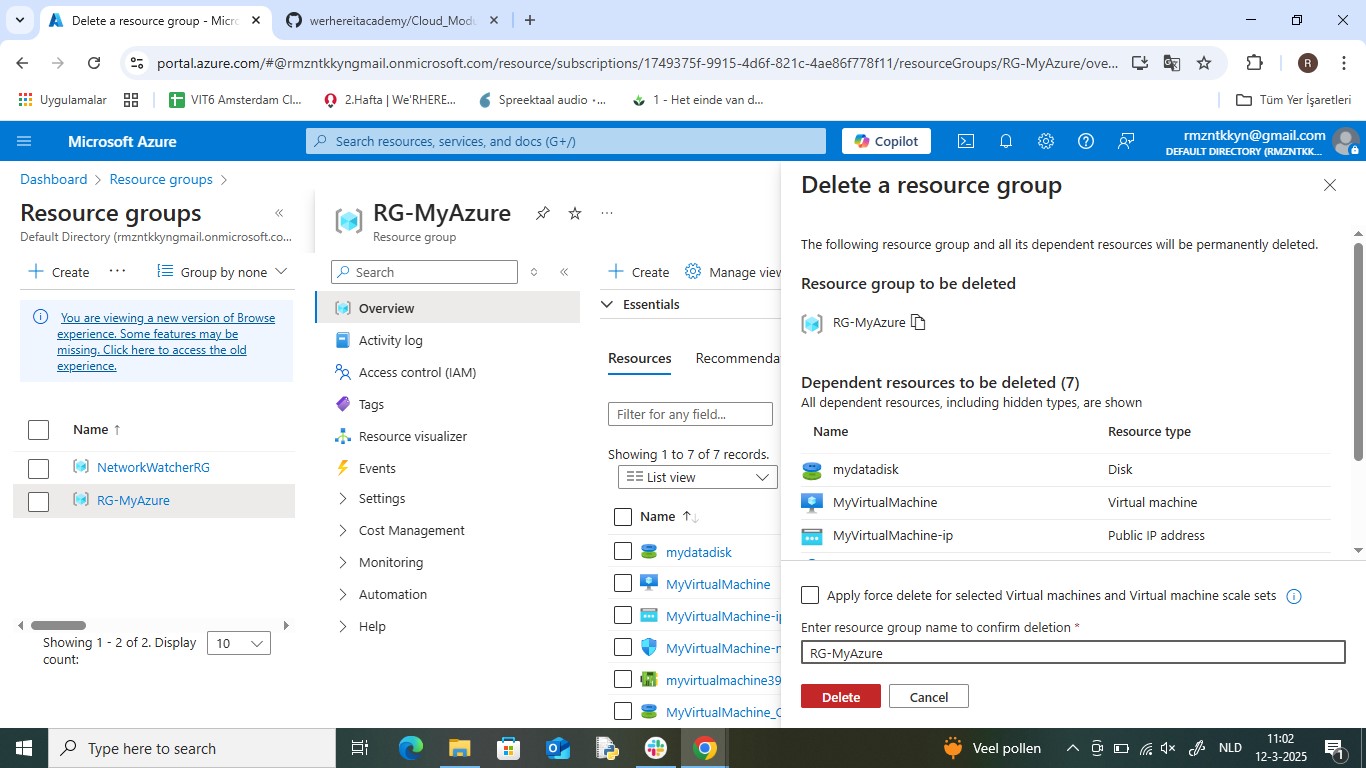 Delete a resource group - Micro
werhereitacademy/Cloud_Modu
portal.azure.com/#@rmzntkkyngmail.onmicrosoft.com/resource/subscriptions/1749375f-9915-4d6f-821c-4ae86f778f11/resourceGroups/RG-MyAzure/ove...
R
Uygulamalar
VIT6 Amsterdam Cl...
2.Hafta | We'RHERE...
Spreektaal audio •·...
1 - Het einde van d...
Tüm Yer İşaretleri
Microsoft Azure
Search resources, services, and docs (G+/)
Copilot
rmzntkkyn@gmail.com
DEFAULT DIRECTORY (RMZNTKK...
Dashboard > Resource groups >
Resource groups
Default Directory (rmzntkkyngmail.onmicrosoft.co...
+ Create ··· Group by none
You are viewing a new version of Browse
experience. Some features may be
missing. Click here to access the old
experience.
Name ↑
NetworkWatcherRG
RG-MyAzure
Showing 1 - 2 of 2. Display
count:
10
RG-MyAzure
Resource group
Search
Overview
Activity log
Access control (IAM)
Tags
Resource visualizer
Events
Settings
Cost Management
Monitoring
Automation
Help
+ Create Manage view
Essentials
Resources Recommenda
Filter for any field...
Showing 1 to 7 of 7 records.
List view
Name ↑↓
mydatadisk
MyVirtualMachine
MyVirtualMachine-ip
MyVirtualMachine-n
myvirtualmachine39
MyVirtualMachine_
Delete a resource group
The following resource group and all its dependent resources will be permanently deleted.
Resource group to be deleted
RG-MyAzure
Dependent resources to be deleted (7)
All dependent resources, including hidden types, are shown
Name Resource type
mydatadisk Disk
MyVirtualMachine Virtual machine
MyVirtualMachine-ip Public IP address
Apply force delete for selected Virtual machines and Virtual machine scale sets
Enter resource group name to confirm deletion *
RG-MyAzure
Delete Cancel
Type here to search
Veel pollen
NLD
11:02
12-3-2025
1